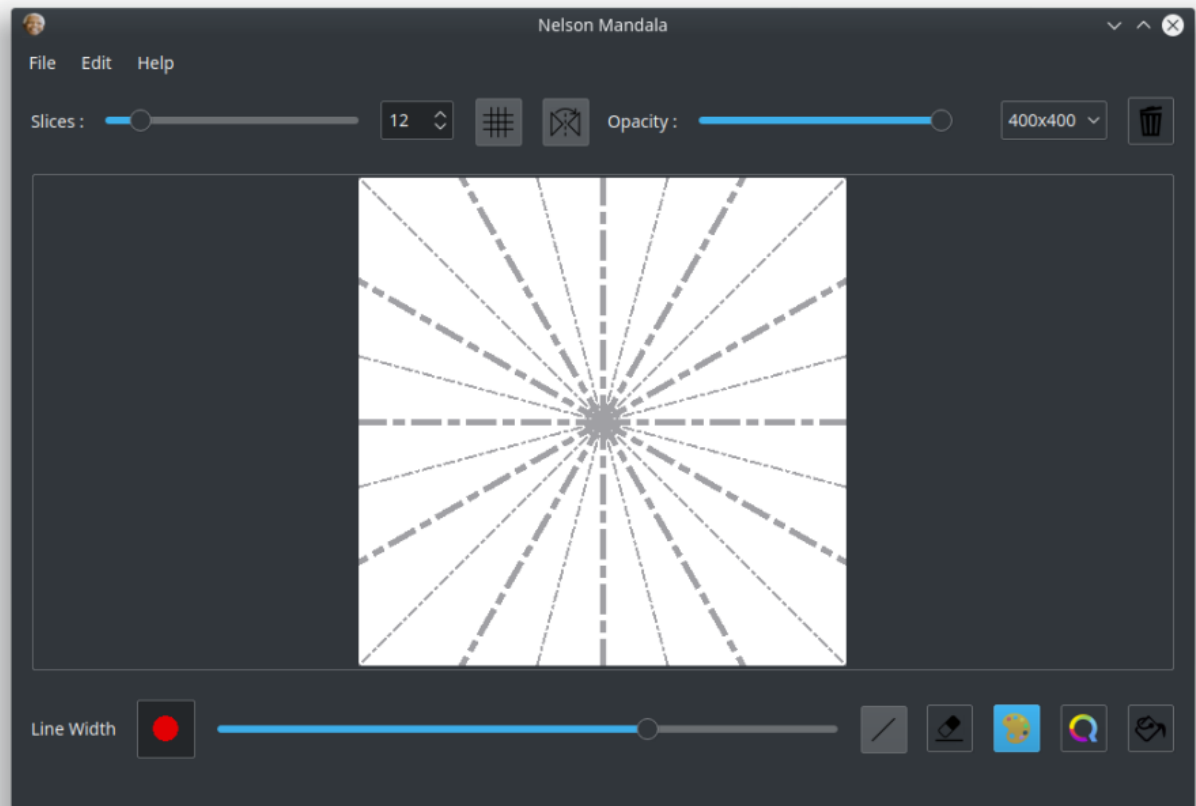 Nelson Mandala
File Edit Help
Slices : 12 Opacity : 400x400
Line Width